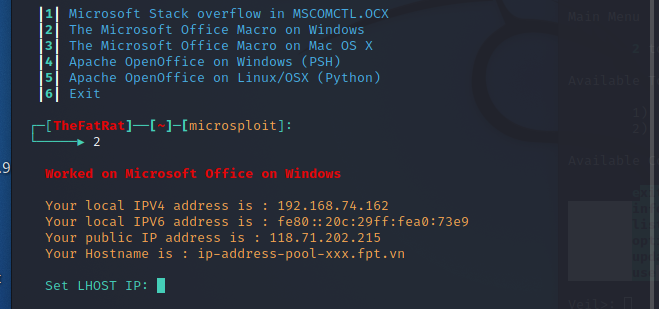 |1| Microsoft Stack overflow in MSCOMCTL.OCX
|2| The Microsoft Office Macro on Windows
|3| The Microsoft Office Macro on Mac OS X
|4| Apache OpenOffice on Windows (PSH)
|5| Apache OpenOffice on Linux/OSX (Python)
|6| Exit
[TheFatRat]—[~]—[microsploit]:
2
Worked on Microsoft Office on Windows
Your local IPV4 address is : 192.168.74.162
Your local IPV6 address is : fe80::20c:29ff:fea0:73e9
Your public IP address is : 118.71.202.215
Your Hostname is : ip-address-pool-xxx.fpt.vn
Set LHOST IP:
.9
Main Menu
Available T
1)
2)
Available C
Veil>: